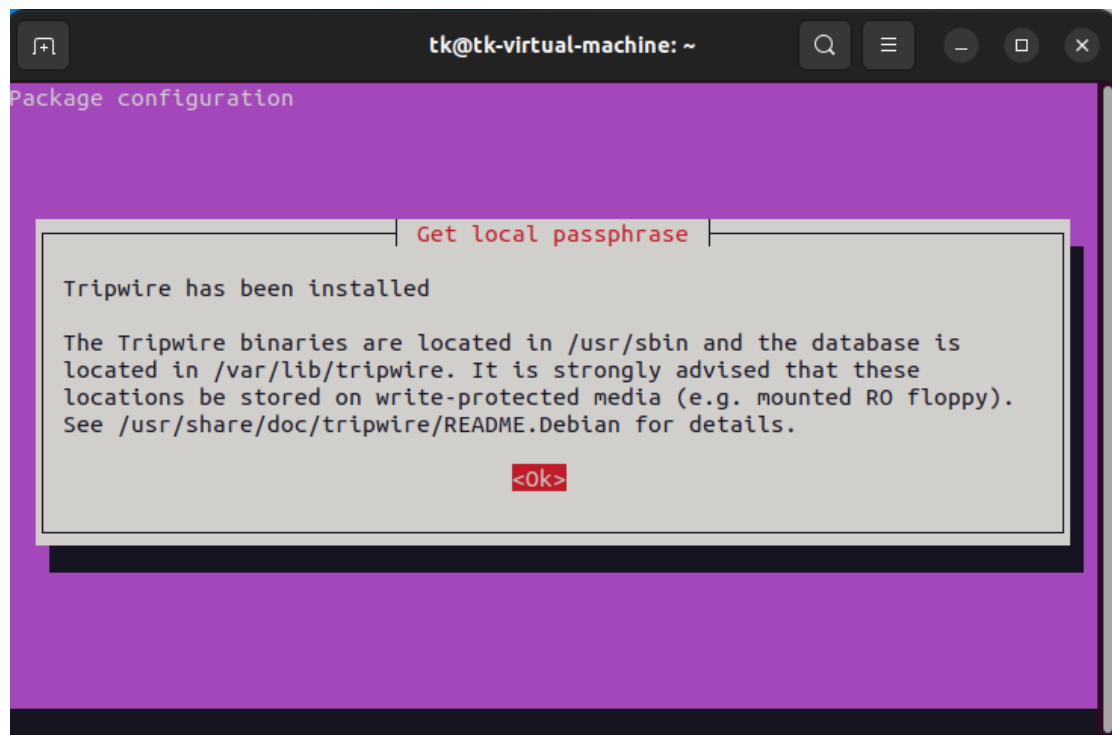 tk@tk-virtual-machine: ~
Package configuration
Get local passphrase
Tripwire has been installed
The Tripwire binaries are located in /usr/sbin and the database is
located in /var/lib/tripwire. It is strongly advised that these
locations be stored on write-protected media (e.g. mounted RO floppy).
See /usr/share/doc/tripwire/README.Debian for details.
<Ok>